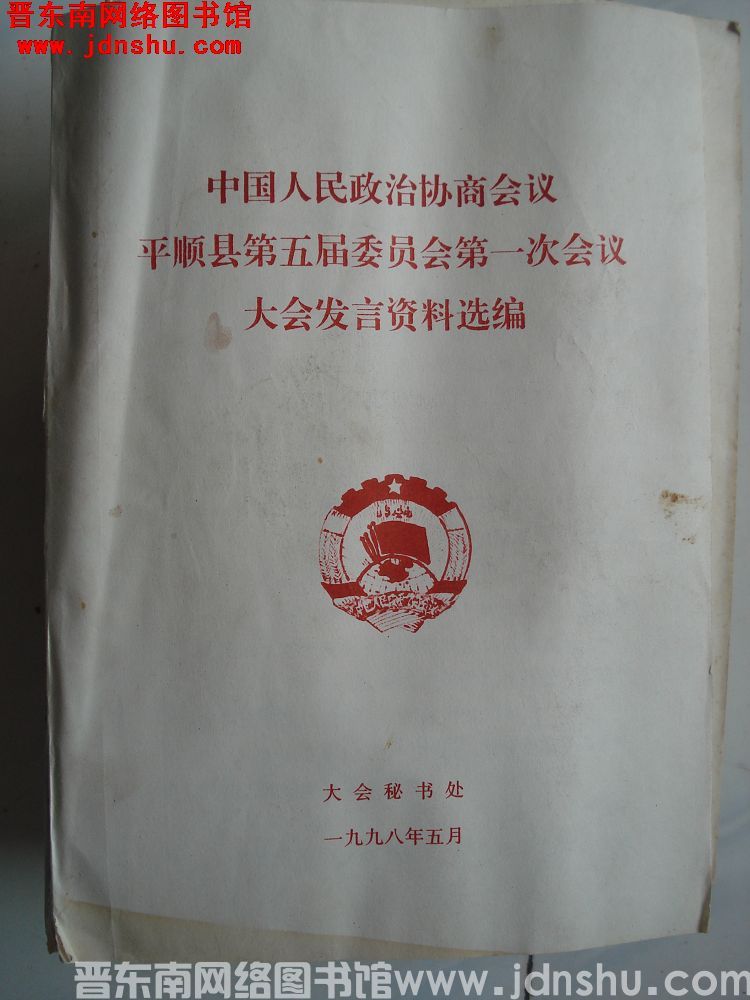 晋东南网络图书馆
www.jdnshu.com
中国人民政治协商会议
平顺县第五届委员会第一次会议
大会发言资料选编
大会秘书处
一九九八年五月
晋东南网络图书馆www.jdnshu.com